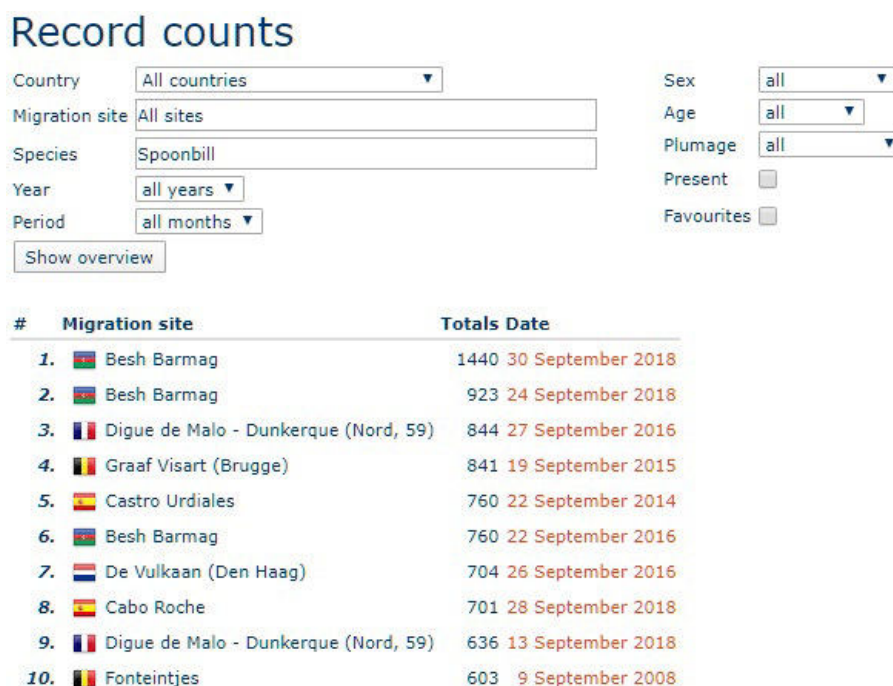 Record counts
Country All countries Sex all
Migration site All sites Age all
Species Spoonbill Plumage all
Year all years Present
Period all months Favourites
Show overview
# Migration site Totals Date
1. Besh Barmag 1440 30 September 2018
2. Besh Barmag 923 24 September 2018
3. Digue de Malo - Dunkerque (Nord, 59) 844 27 September 2016
4. Graaf Visart (Brugge) 841 19 September 2015
5. Castro Urdiales 760 22 September 2014
6. Besh Barmag 760 22 September 2016
7. De Vulkaan (Den Haag) 704 26 September 2016
8. Cabo Roche 701 28 September 2018
9. Digue de Malo - Dunkerque (Nord, 59) 636 13 September 2018
10. Fonteintjes 603 9 September 2008